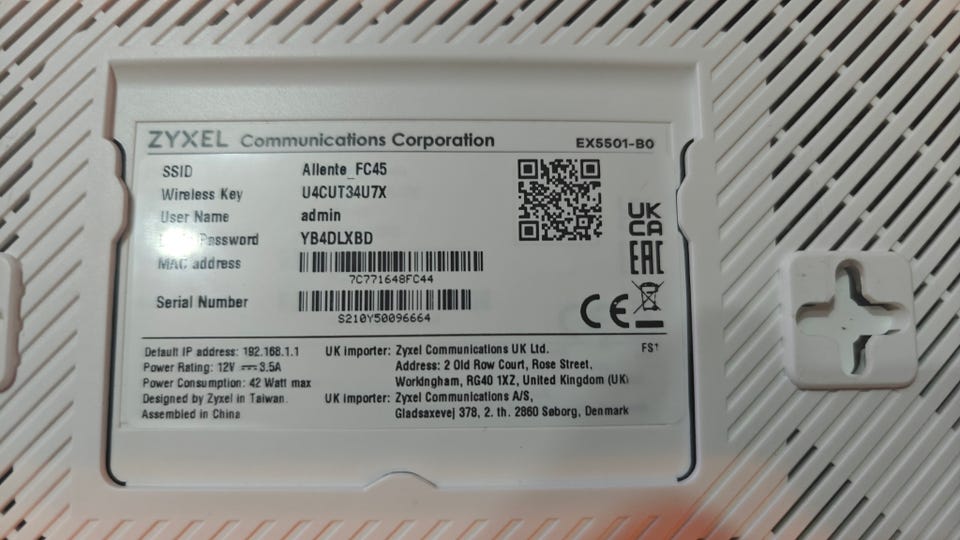 ZYXEL Communications Corporation EX5501-B0
SSID Allente_FC45
Wireless Key U4CUT34U7X
User Name admin
Password YB4DLXBD
MAC address
7C771648FC44
Serial Number
S210Y50096664
UK
CA
EAC
CE
Default IP address: 192.168.1.1
Power Rating: 12V ⎓ 3.5A
Power Consumption: 42 Watt max
Designed by Zyxel in Taiwan.
Assembled in China
UK importer: Zyxel Communications UK Ltd. FS1
Address: 2 Old Row Court, Rose Street,
Workingham, RG40 1XZ, United Kingdom (UK)
UK importer: Zyxel Communications A/S,
Gladsaxevej 378, 2. th. 2860 Søborg, Denmark